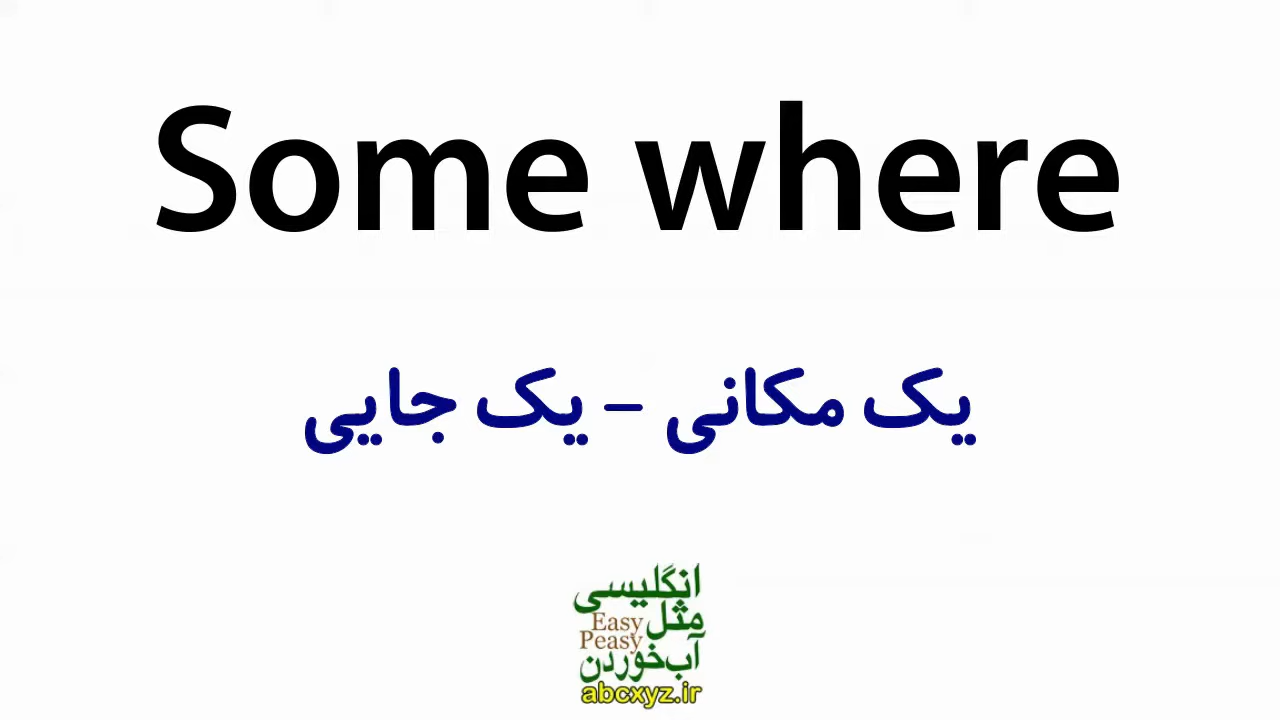 Some where
یک مکانی – یک جایی
انگلیسی
مثل Easy
Peasy
آب‌خوردن
abcxyz.ir